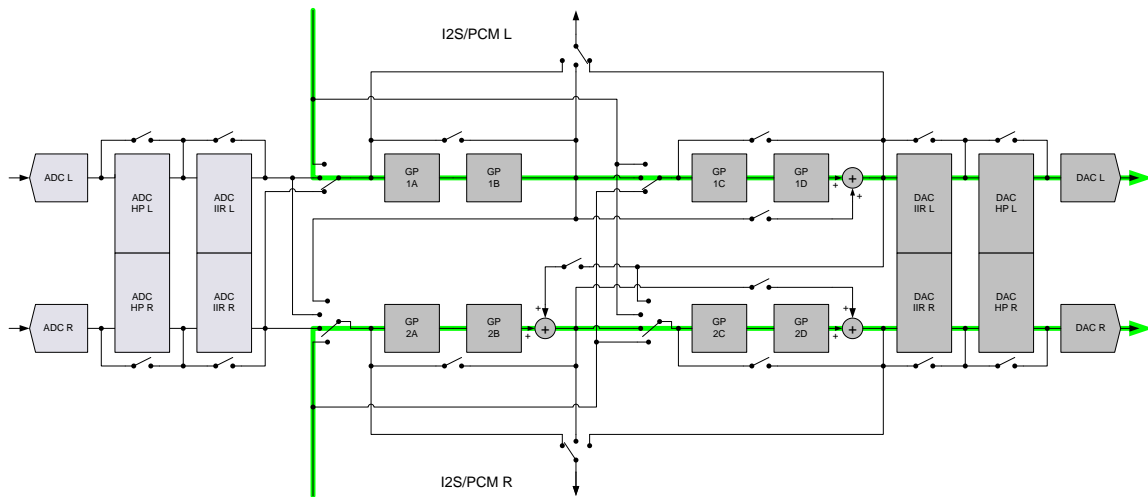 I2S/PCM L
ADC L
ADC
HP L
ADC
IIR L
GP
1A
GP
1B
GP
1C
GP
1D
+
+
+
DAC
IIR L
DAC
HP L
DAC L
ADC R
ADC
HP R
ADC
IIR R
GP
2A
GP
2B
+
+
+
GP
2C
GP
2D
+
+
+
DAC
IIR R
DAC
HP R
DAC R
I2S/PCM R